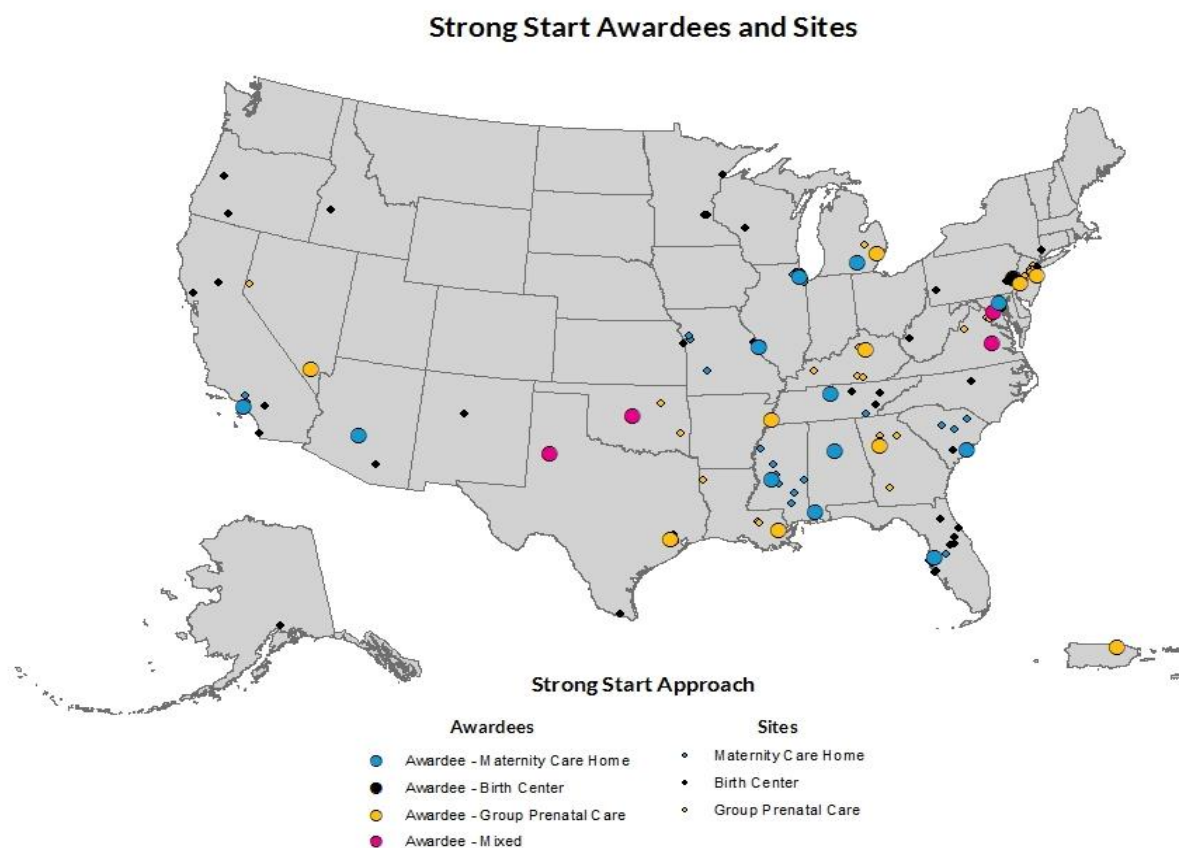 Strong Start Awardees and Sites
Strong Start Approach
Awardees
Awardee - Maternity Care Home
Awardee - Birth Center
Awardee - Group Prenatal Care
Awardee - Mixed
Sites
Maternity Care Home
Birth Center
Group Prenatal Care